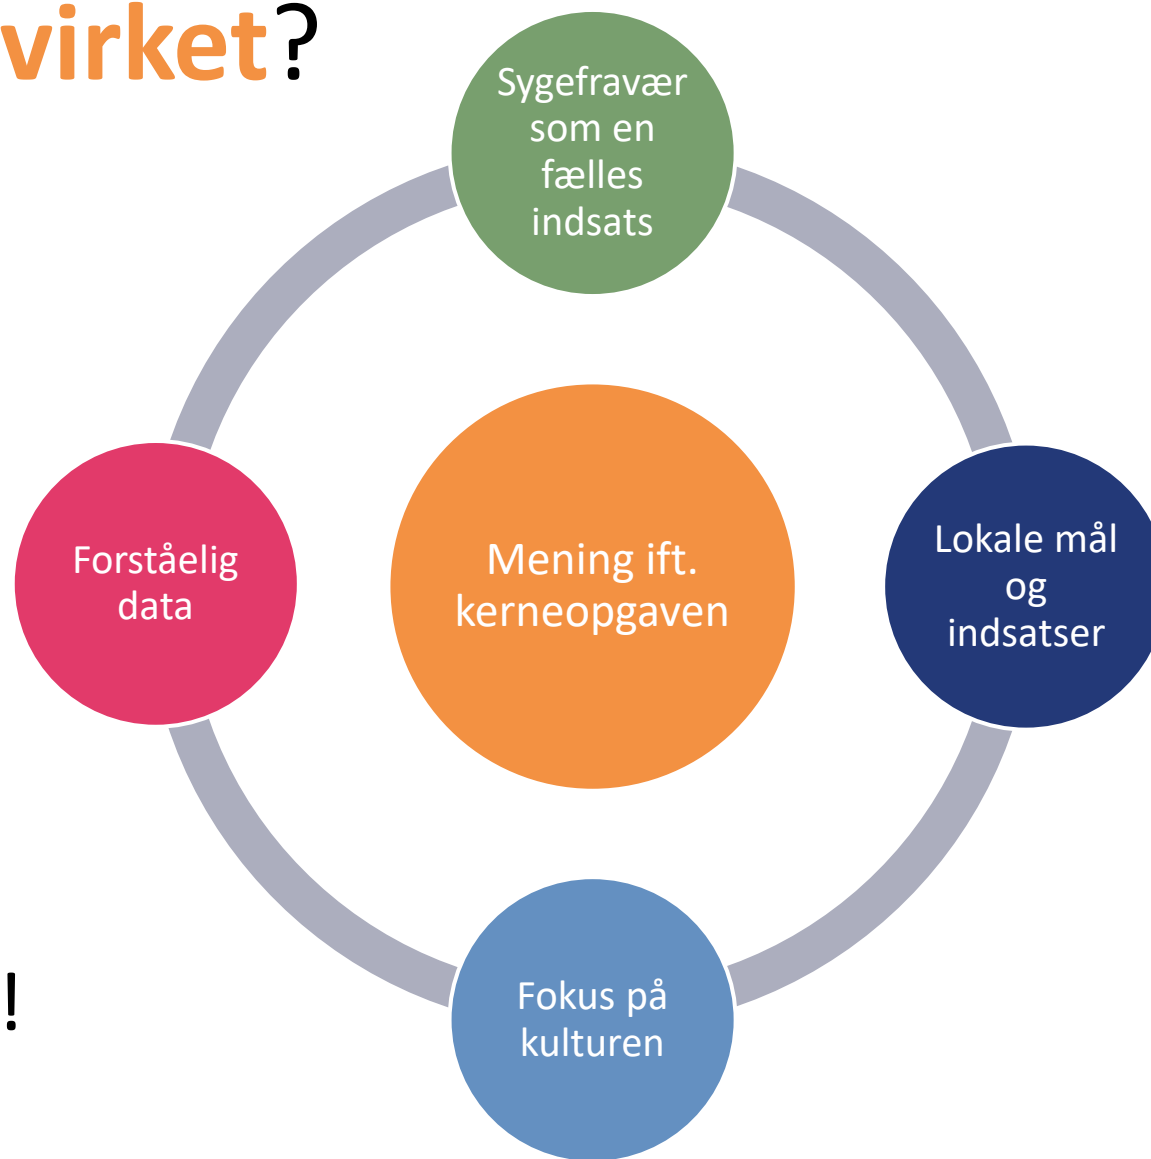 virket?
Sygefravær
som en
fælles
indsats
Forståelig
data
Mening ift.
kerneopgaven
Lokale mål
og
indsatser
Fokus på
kulturen
!